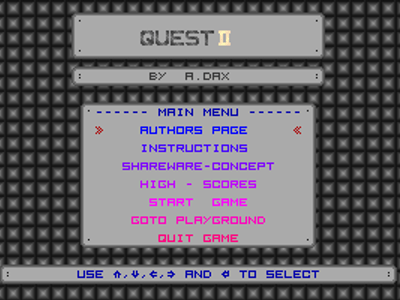 QUEST II
BY A.DAX
------ MAIN MENU ------
» AUTHORS PAGE «
INSTRUCTIONS
SHAREWARE-CONCEPT
HIGH - SCORES
START GAME
GOTO PLAYGROUND
QUIT GAME
USE ↑,↓,←,→ AND ↲ TO SELECT